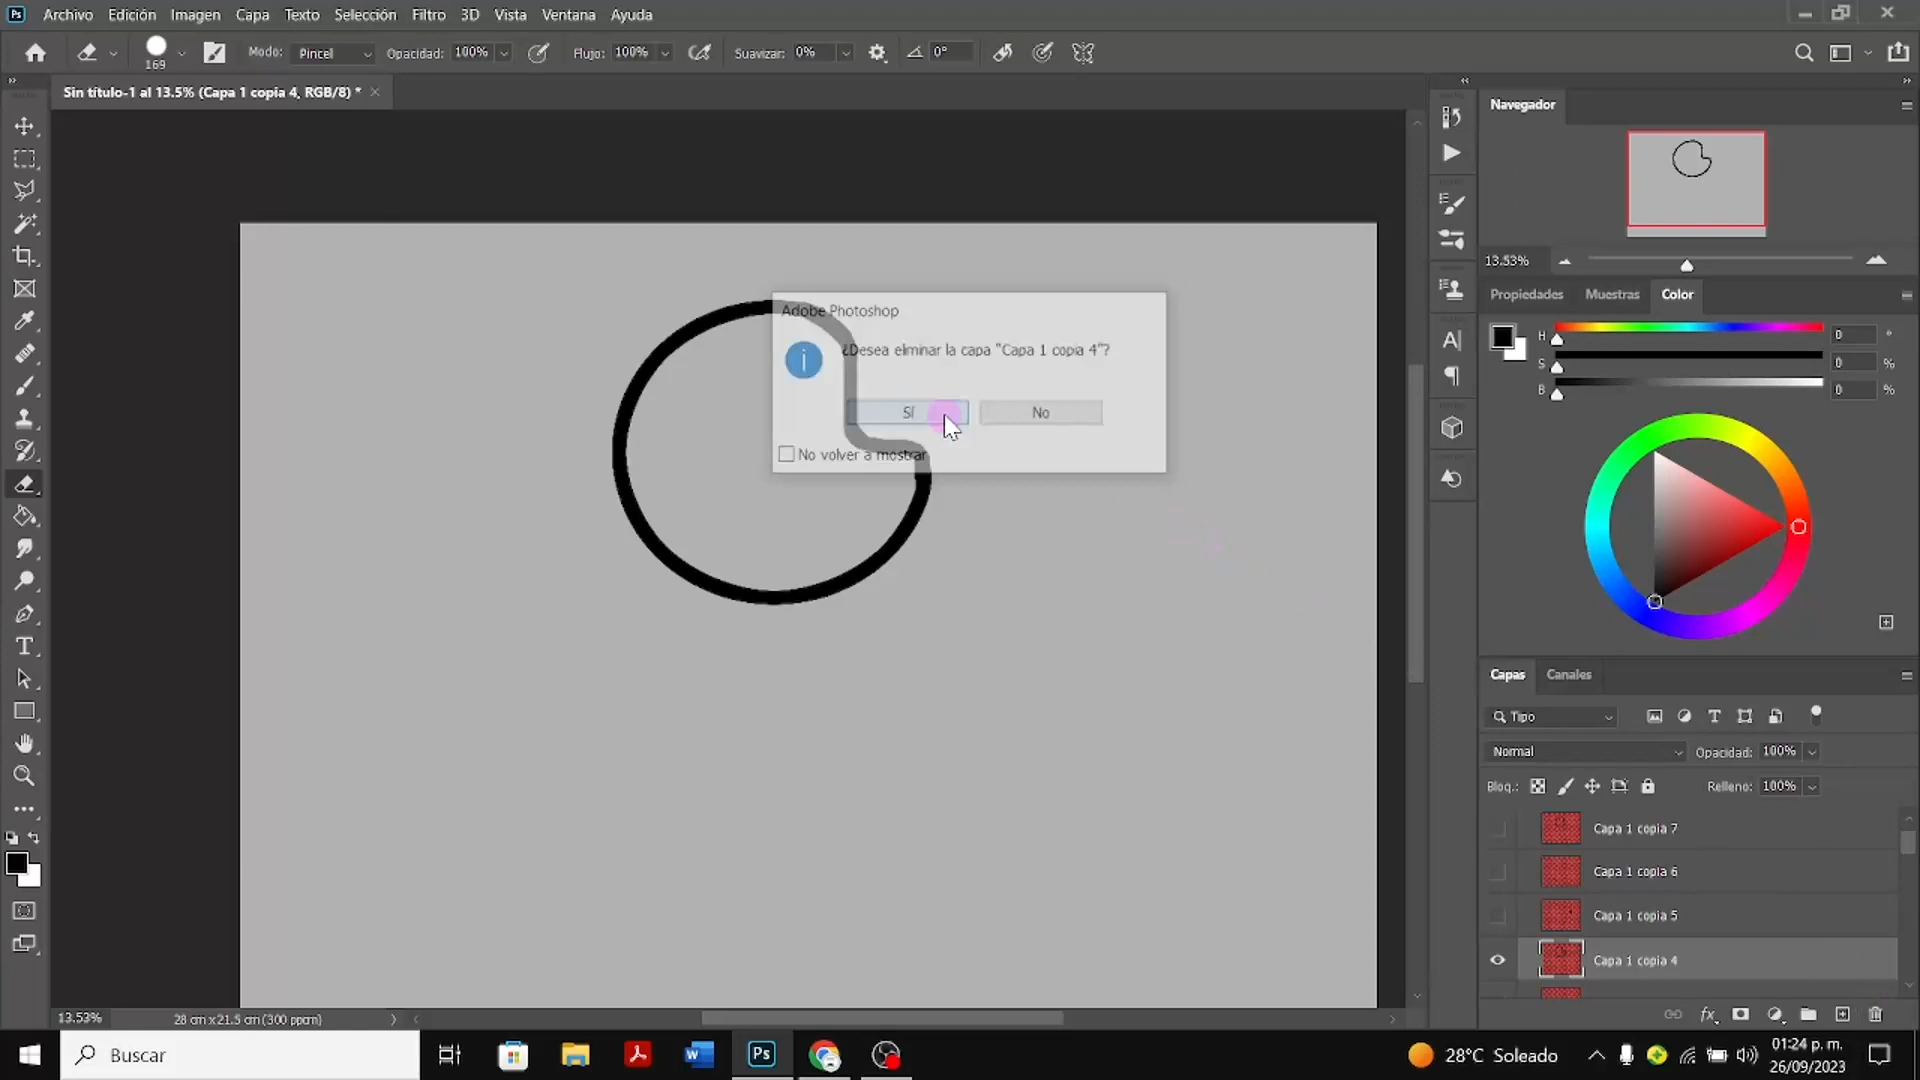 Ps Archivo Edición Imagen Capa Texto Selección Filtro 3D Vista Ventana Ayuda
169 Modo: Pincel Opacidad: 100% Flujo: 100% Suavizar: 0% 0°
Sin título-1 al 13.5% (Capa 1 copia 4, RGB/8) *
Navegador
13.53%
Propiedades Muestras Color
H 0 °
S 0 %
B 0 %
Adobe Photoshop
¿Desea eliminar la capa "Capa 1 copia 4"?
Sí No
No volver a mostrar
Capas Canales
Tipo
Normal Opacidad: 100%
Bloq.: Relleno: 100%
Capa 1 copia 7
Capa 1 copia 6
Capa 1 copia 5
Capa 1 copia 4
13.53% 28 cm x 21.5 cm (300 ppcm)
Buscar
Ps
28°C Soleado
01:24 p. m.
26/09/2023